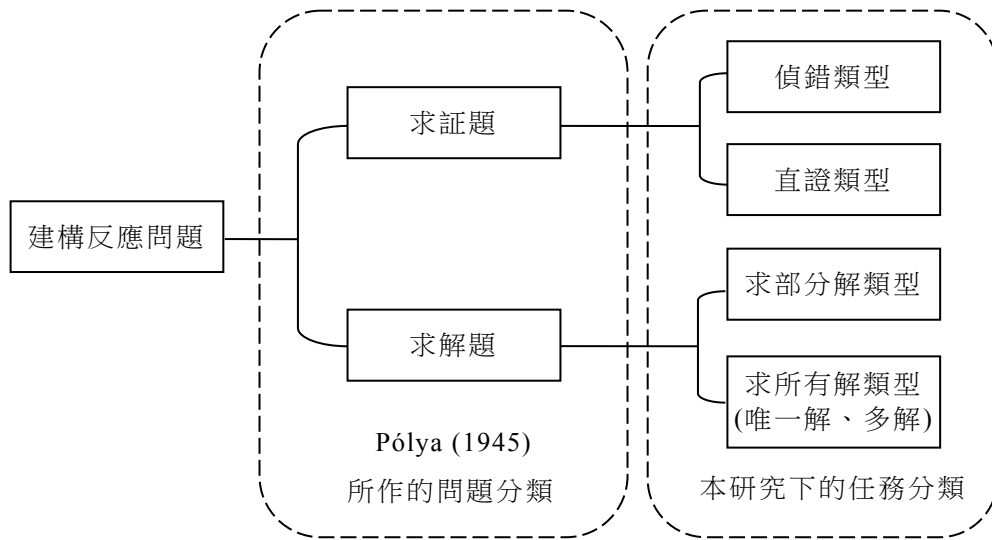 建構反應問題
求証題
求解題
Pólya (1945)
所作的問題分類
偵錯類型
直證類型
求部分解類型
求所有解類型
(唯一解、多解)
本研究下的任務分類